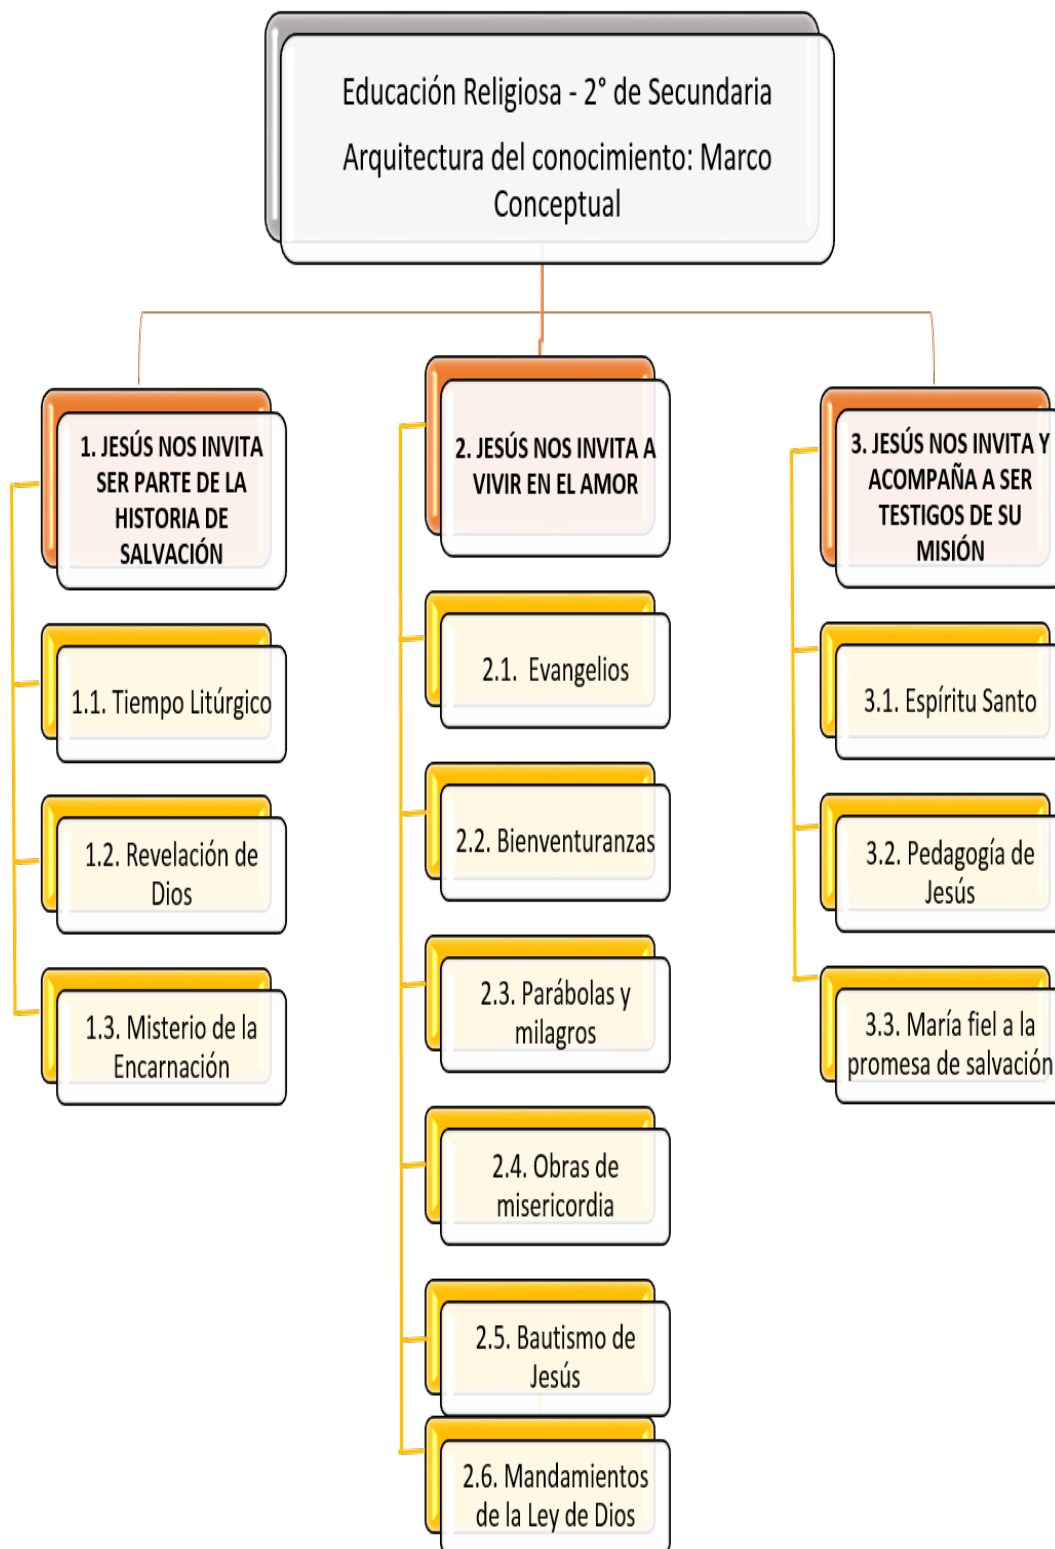 Educación Religiosa - 2° de Secundaria
Arquitectura del conocimiento: Marco
Conceptual
1. JESÚS NOS INVITA
SER PARTE DE LA
HISTORIA DE
SALVACIÓN
1.1. Tiempo Litúrgico
1.2. Revelación de
Dios
1.3. Misterio de la
Encarnación
2. JESÚS NOS INVITA A
VIVIR EN EL AMOR
2.1. Evangelios
2.2. Bienventuranzas
2.3. Parábolas y
milagros
2.4. Obras de
misericordia
2.5. Bautismo de
Jesús
2.6. Mandamientos
de la Ley de Dios
3. JESÚS NOS INVITA Y
ACOMPAÑA A SER
TESTIGOS DE SU
MISIÓN
3.1. Espíritu Santo
3.2. Pedagogía de
Jesús
3.3. María fiel a la
promesa de salvación